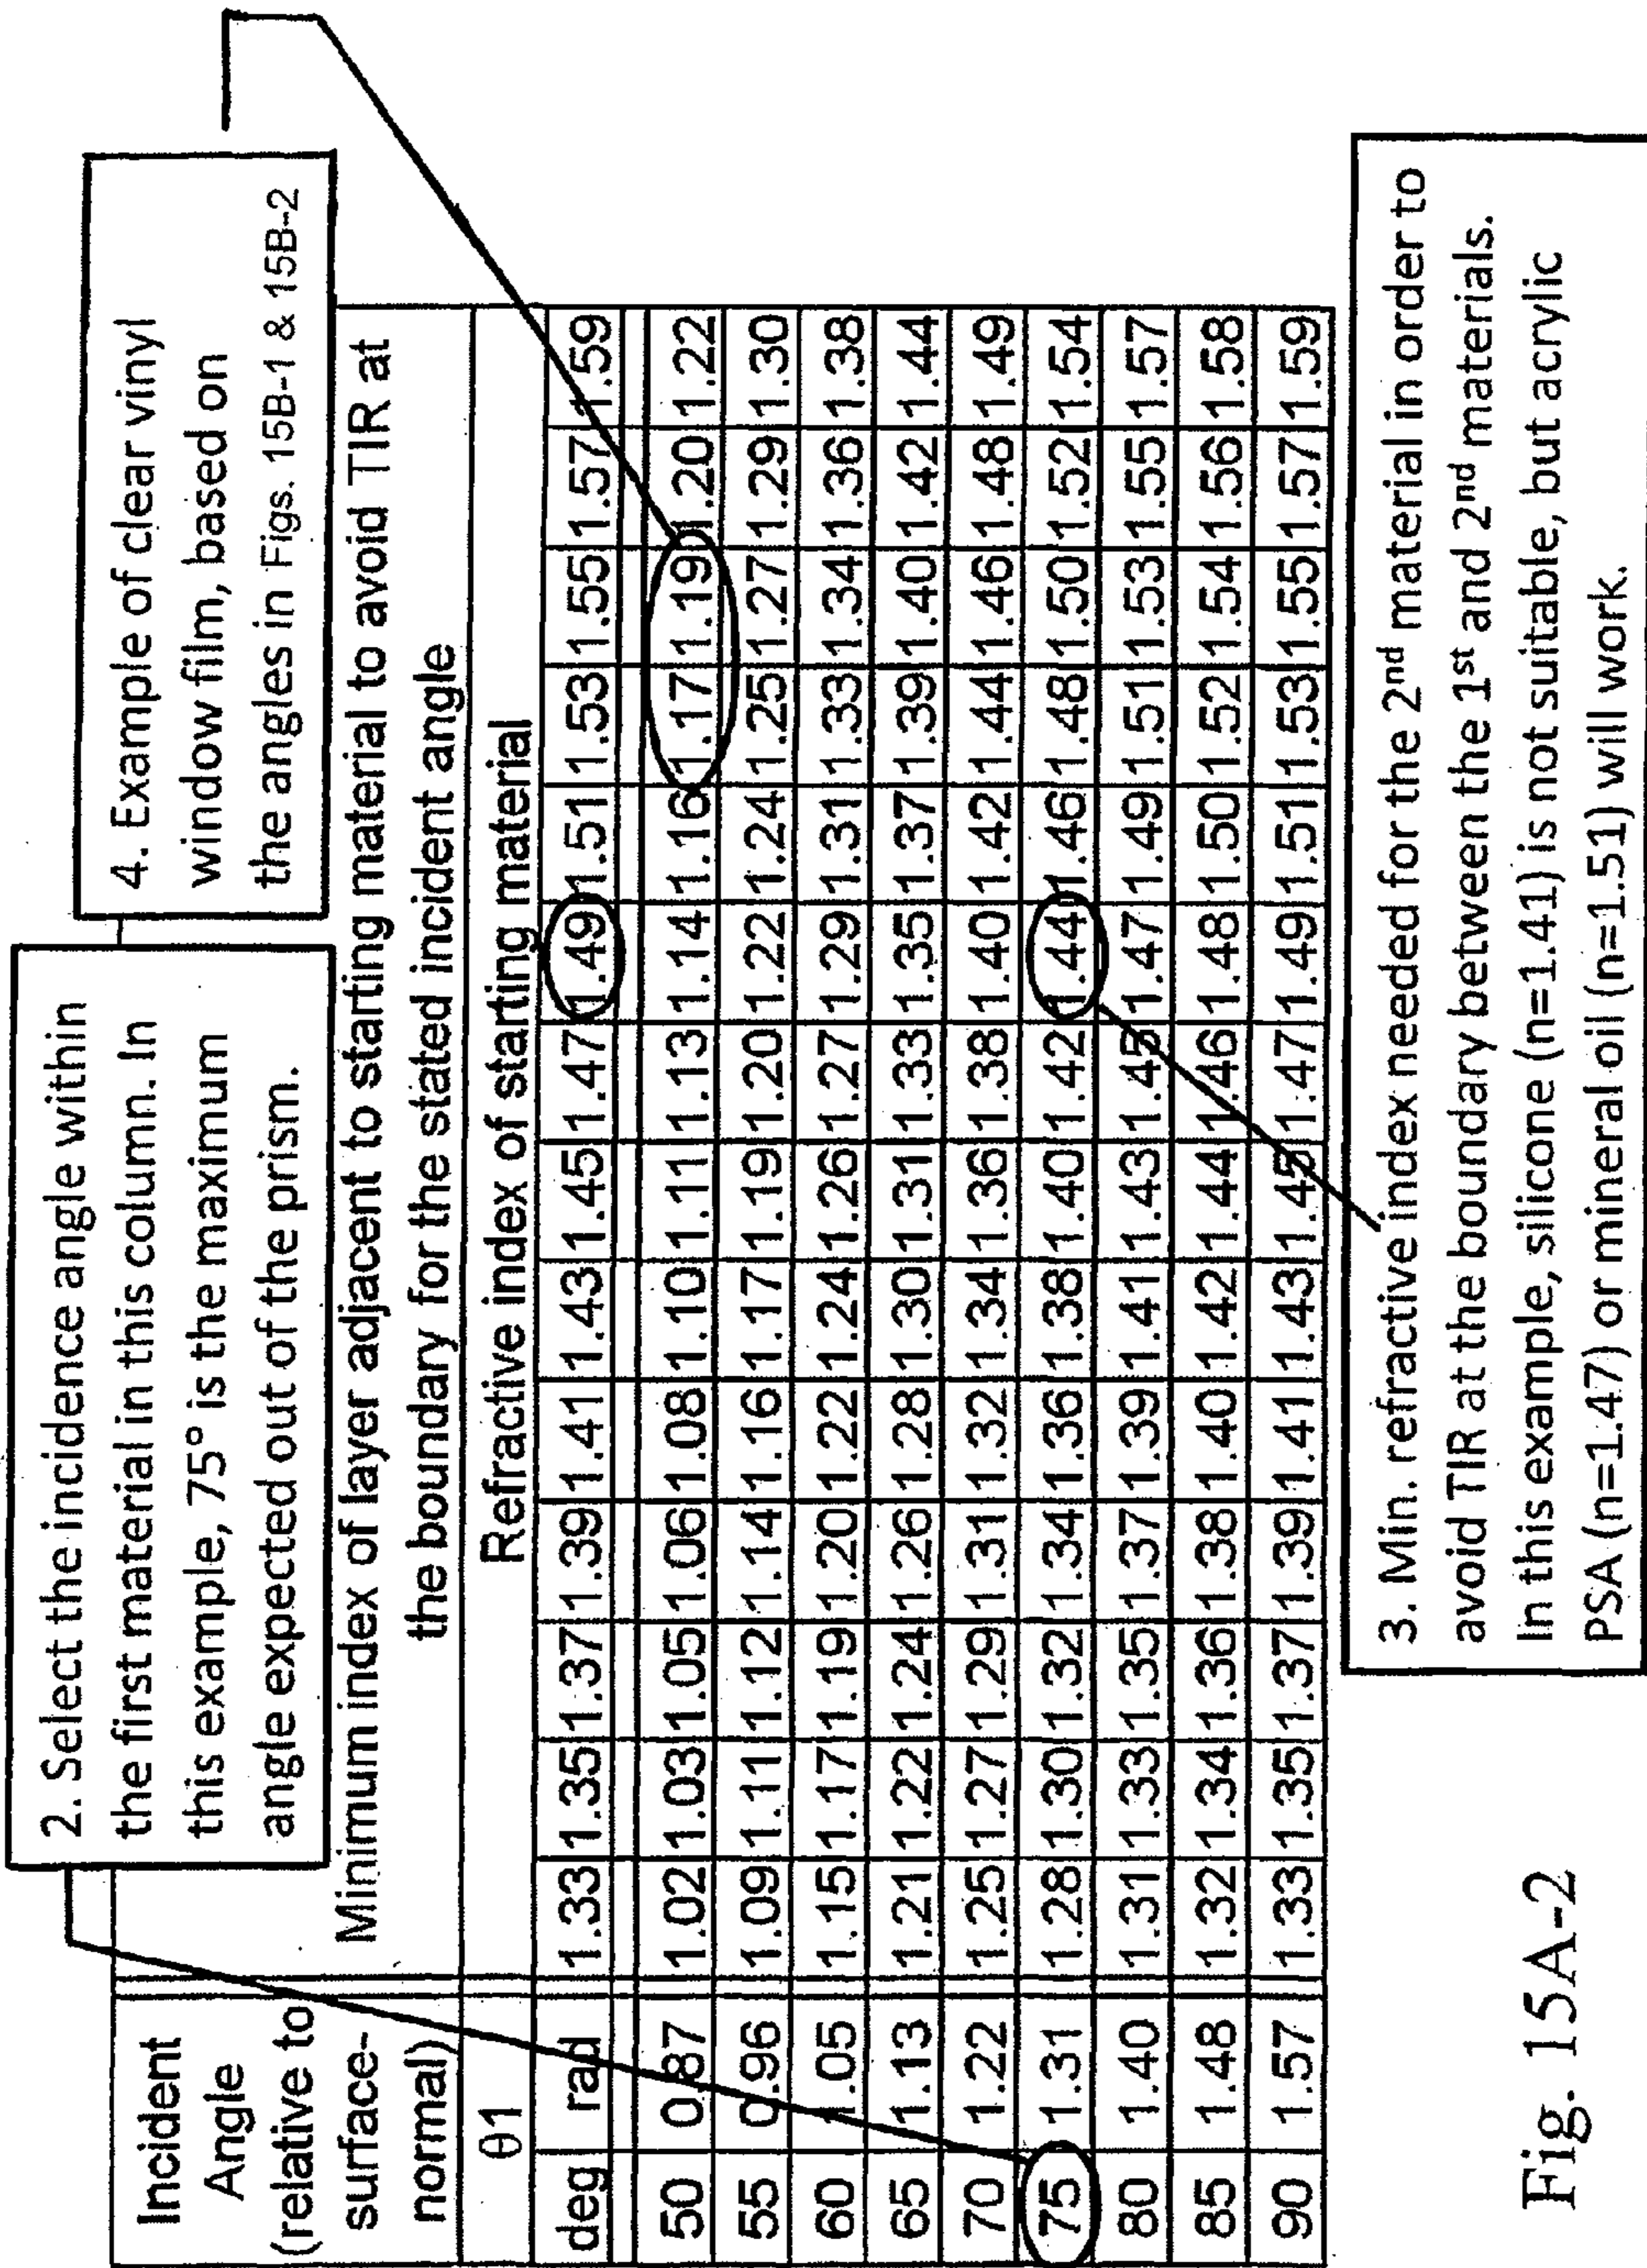 2. Select the incidence angle within
the first material in this column. In
this example, 75° is the maximum
angle expected out of the prism.
4. Example of clear vinyl
window film, based on
the angles in Figs. 15B-1 & 15B-2
Incident
Angle
(relative to
surface-
normal)
Minimum index of layer adjacent to starting material to avoid TIR at
the boundary for the stated incident angle
θ1
Refractive index of starting material
deg rad 1.33 1.35 1.37 1.39 1.41 1.43 1.45 1.47 1.49 1.51 1.53 1.55 1.57 1.59
50 0.87 1.02 1.03 1.05 1.06 1.08 1.10 1.11 1.13 1.14 1.16 1.17 1.19 1.20 1.22
55 0.96 1.09 1.11 1.12 1.14 1.16 1.17 1.19 1.20 1.22 1.24 1.25 1.27 1.29 1.30
60 1.05 1.15 1.17 1.19 1.20 1.22 1.24 1.26 1.27 1.29 1.31 1.33 1.34 1.36 1.38
65 1.13 1.21 1.22 1.24 1.26 1.28 1.30 1.31 1.33 1.35 1.37 1.39 1.40 1.42 1.44
70 1.22 1.25 1.27 1.29 1.31 1.32 1.34 1.36 1.38 1.40 1.42 1.44 1.46 1.48 1.49
75 1.31 1.28 1.30 1.32 1.34 1.36 1.38 1.40 1.42 1.44 1.46 1.48 1.50 1.52 1.54
80 1.40 1.31 1.33 1.35 1.37 1.39 1.41 1.43 1.45 1.47 1.49 1.51 1.53 1.55 1.57
85 1.48 1.32 1.34 1.36 1.38 1.40 1.42 1.44 1.46 1.48 1.50 1.52 1.54 1.56 1.58
90 1.57 1.33 1.35 1.37 1.39 1.41 1.43 1.45 1.47 1.49 1.51 1.53 1.55 1.57 1.59
3. Min. refractive index needed for the 2nd material in order to
avoid TIR at the boundary between the 1st and 2nd materials.
In this example, silicone (n=1.41) is not suitable, but acrylic
PSA (n=1.47) or mineral oil (n=1.51) will work.
Fig. 15A-2